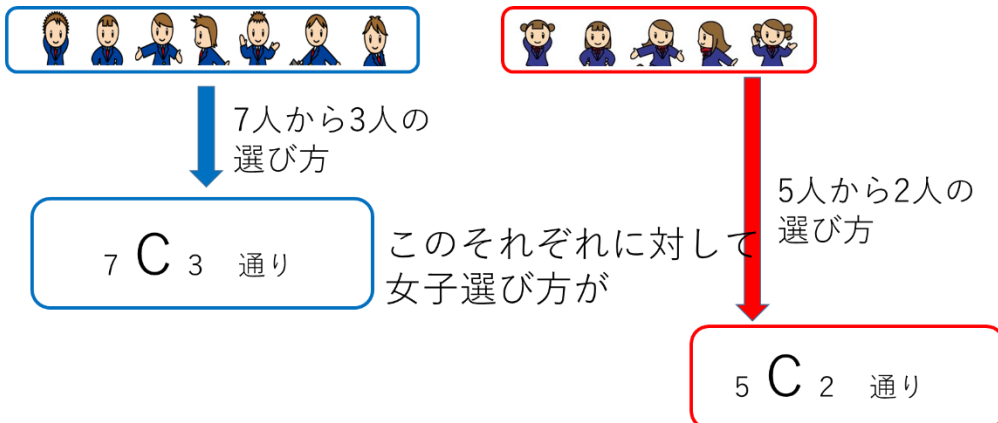 7人から3人の
選び方
7 C 3 通り
このそれぞれに対して
女子選び方が
5人から2人の
選び方
5 C 2 通り